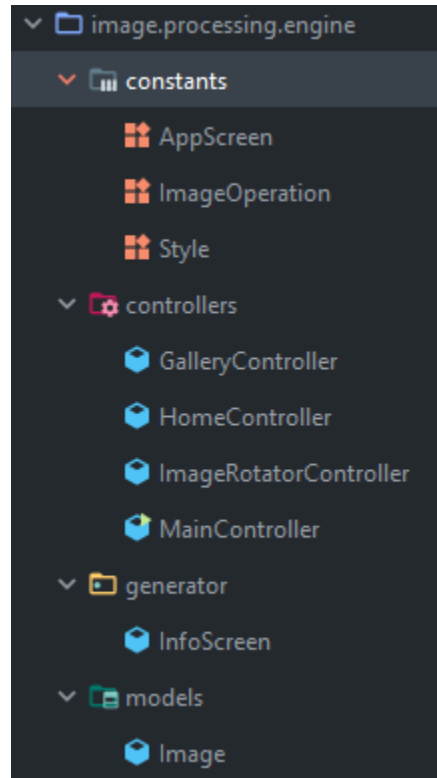 image.processing.engine
constants
AppScreen
ImageOperation
Style
controllers
GalleryController
HomeController
ImageRotatorController
MainController
generator
InfoScreen
models
Image